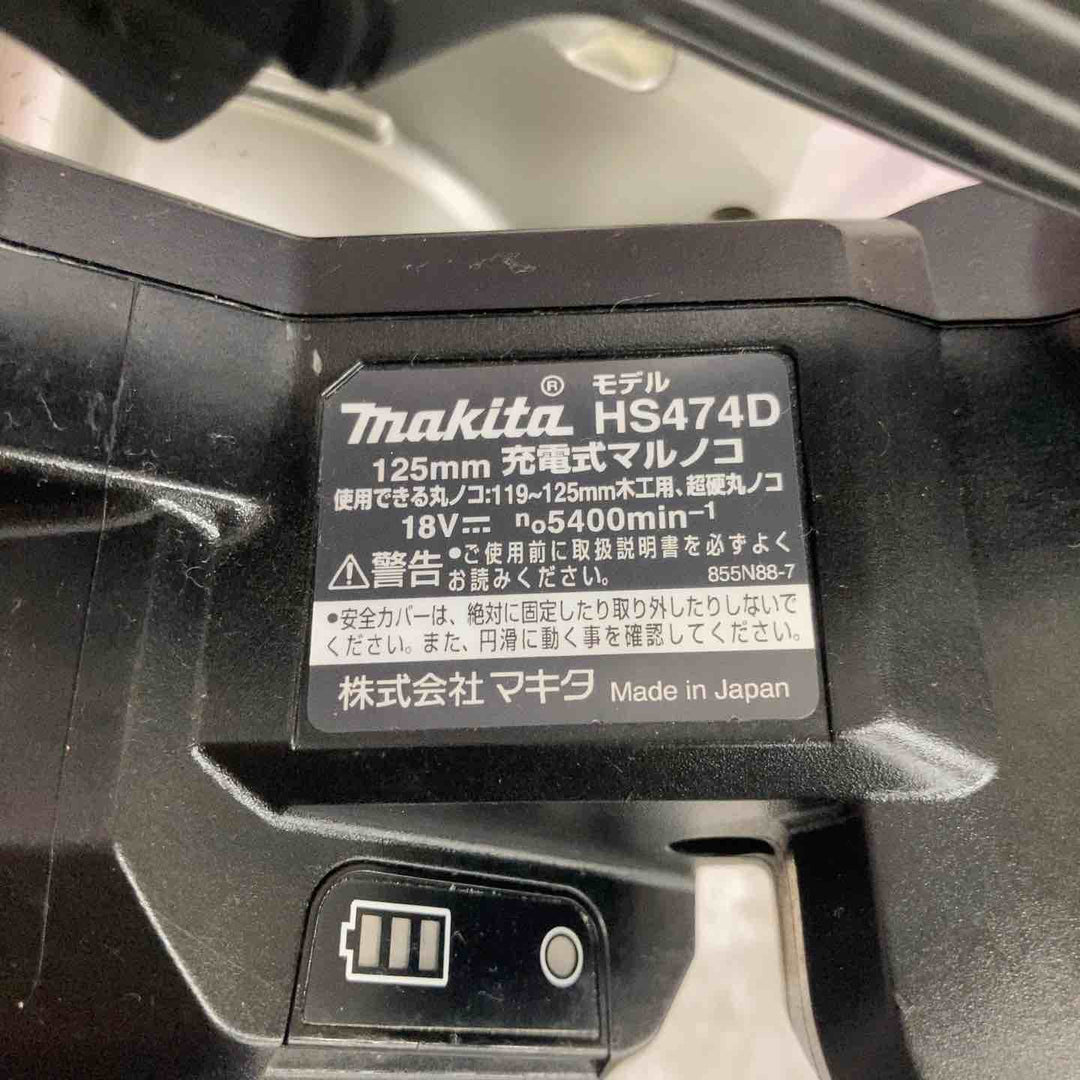 makita® モデル HS474D
125mm 充電式マルノコ
使用できる丸ノコ:119~125mm木工用、超硬丸ノコ
18V⎓ n₀5400min⁻¹
⚠警告 •ご使用前に取扱説明書を必ずよく
お読みください。 855N88-7
•安全カバーは、絶対に固定したり取り外したりしないで
ください。また、円滑に動く事を確認してください。
株式会社 マキタ Made in Japan